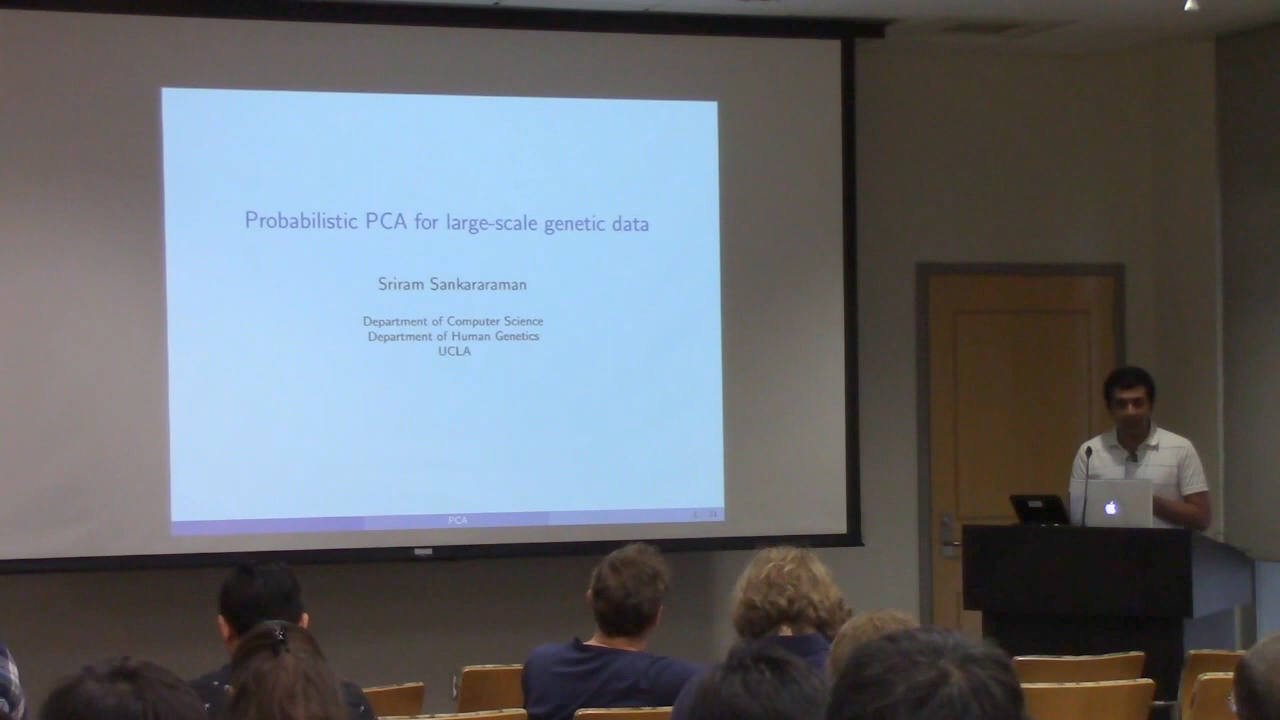 Probabilistic PCA for large-scale genetic data
Sriram Sankararaman
Department of Computer Science
Department of Human Genetics
UCLA
PCA